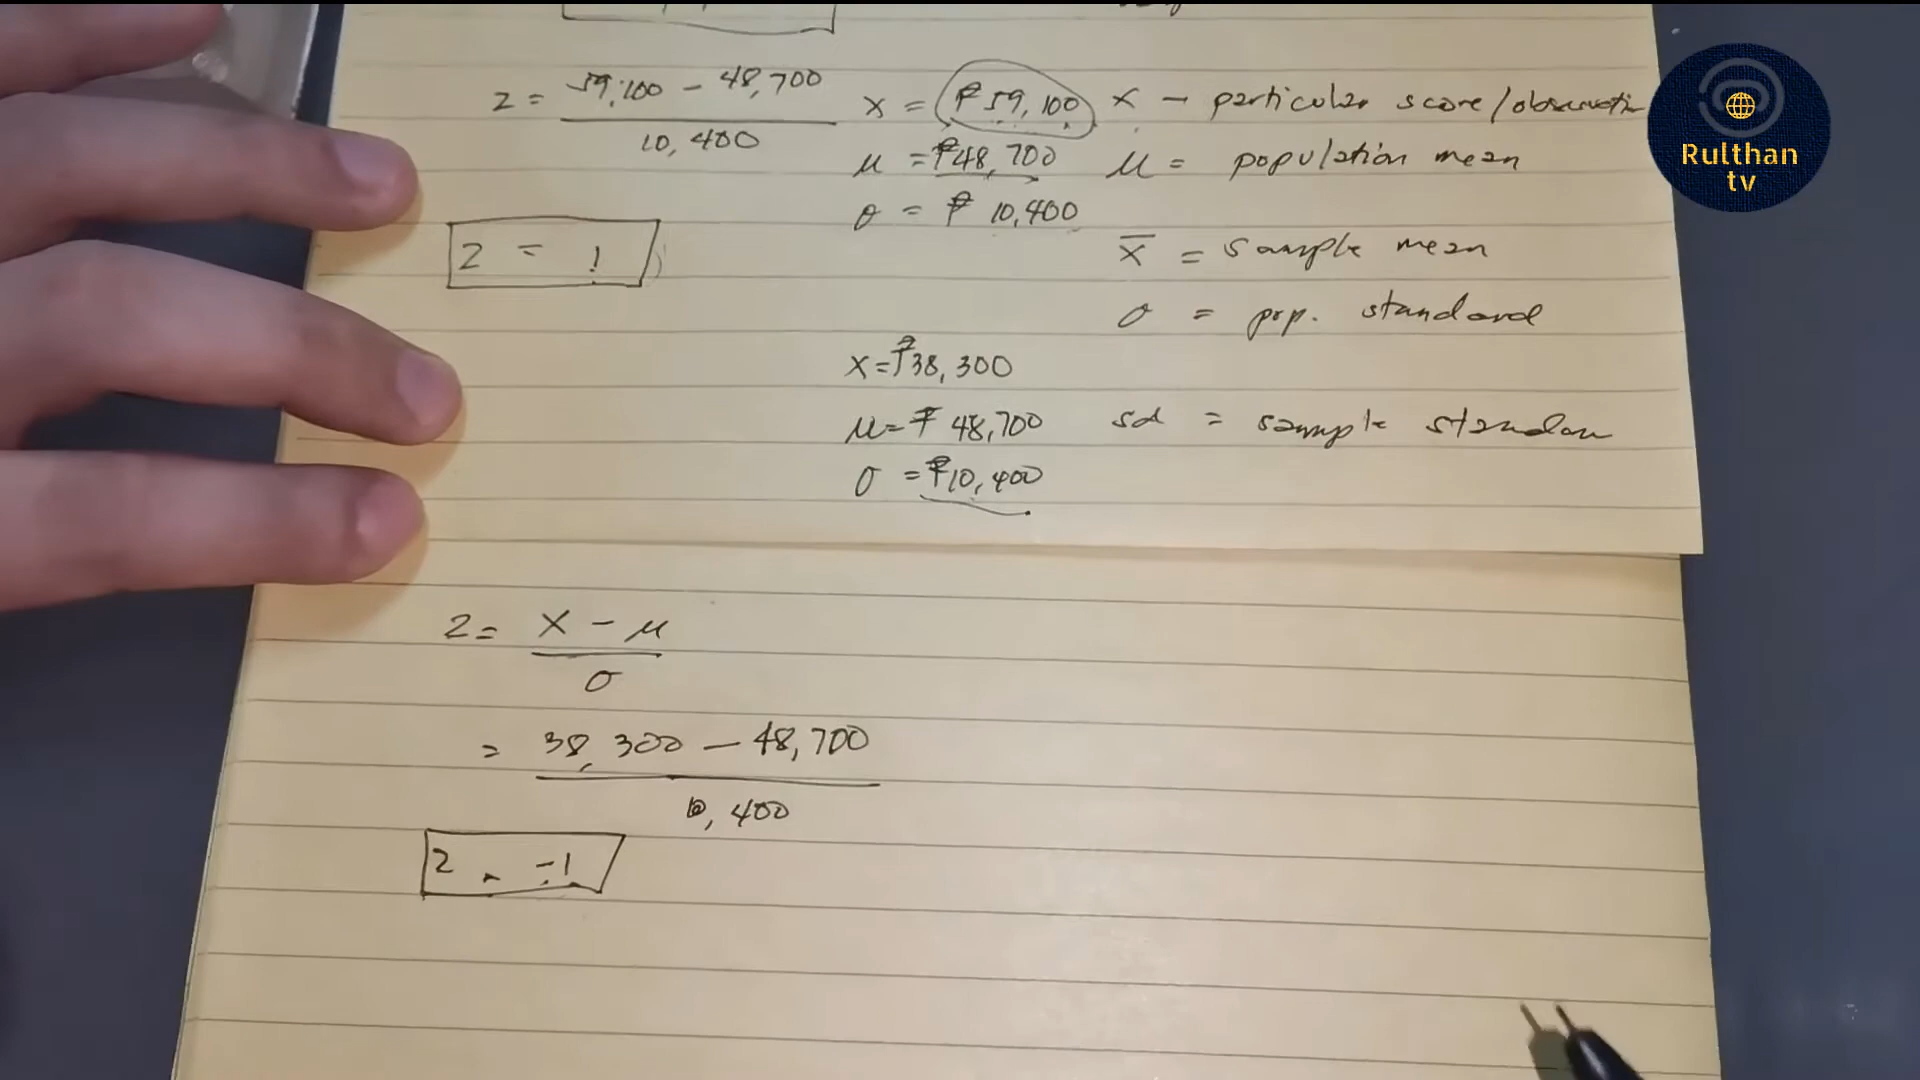 z = 59,100 - 48,700
10,400
x = ₱59,100
x - particular score/observation
μ = ₱48,700
μ = population mean
σ = ₱ 10,400
z = 1
x̄ = sample mean
σ = pop. standard
x = ₱38,300
μ = ₱ 48,700
sd = sample
σ = ₱10,400
z = x - μ
σ
= 38,300 - 48,700
10,400
z = -1
Rulthan
tv